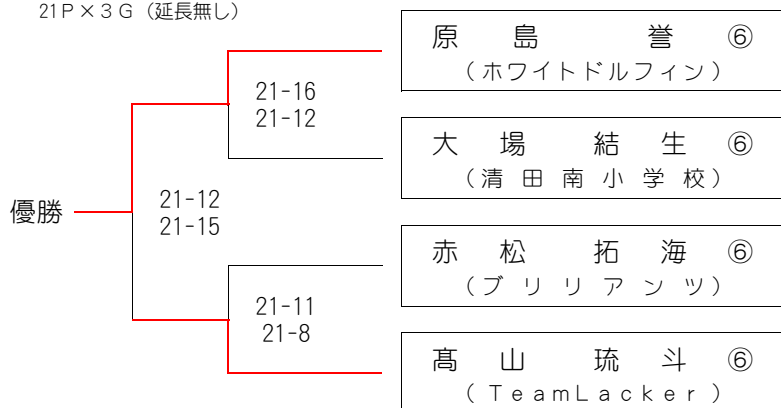 21P×3G（延長無し）
原島 誉 ⑥
（ホワイトドルフィン）
21-16
21-12
大場 結生 ⑥
（清田南小学校）
優勝
21-12
21-15
赤松 拓海 ⑥
（ブリリアンツ）
21-11
21-8
髙山 琉斗 ⑥
（TeamLacker）